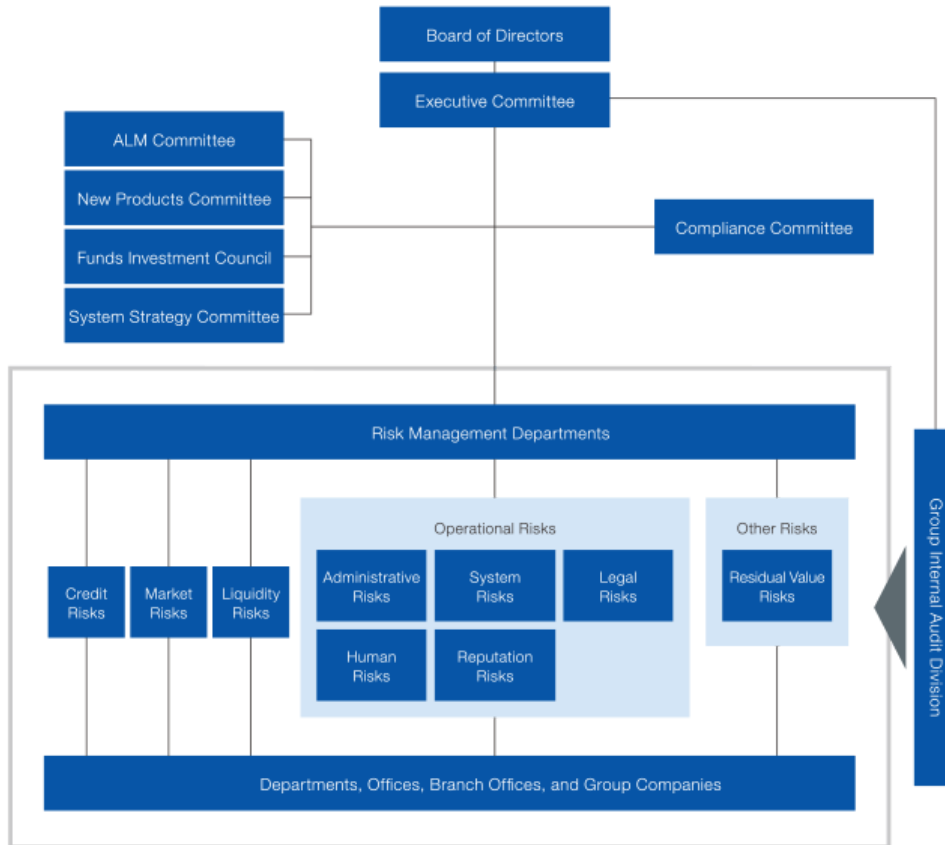 Board of Directors
Executive Committee
ALM Committee
New Products Committee
Funds Investment Council
System Strategy Committee
Compliance Committee
Risk Management Departments
Credit
Risks
Market
Risks
Liquidity
Risks
Operational Risks
Administrative
Risks
System
Risks
Legal
Risks
Human
Risks
Reputation
Risks
Other Risks
Residual Value
Risks
Group Internal Audit Division
Departments, Offices, Branch Offices, and Group Companies